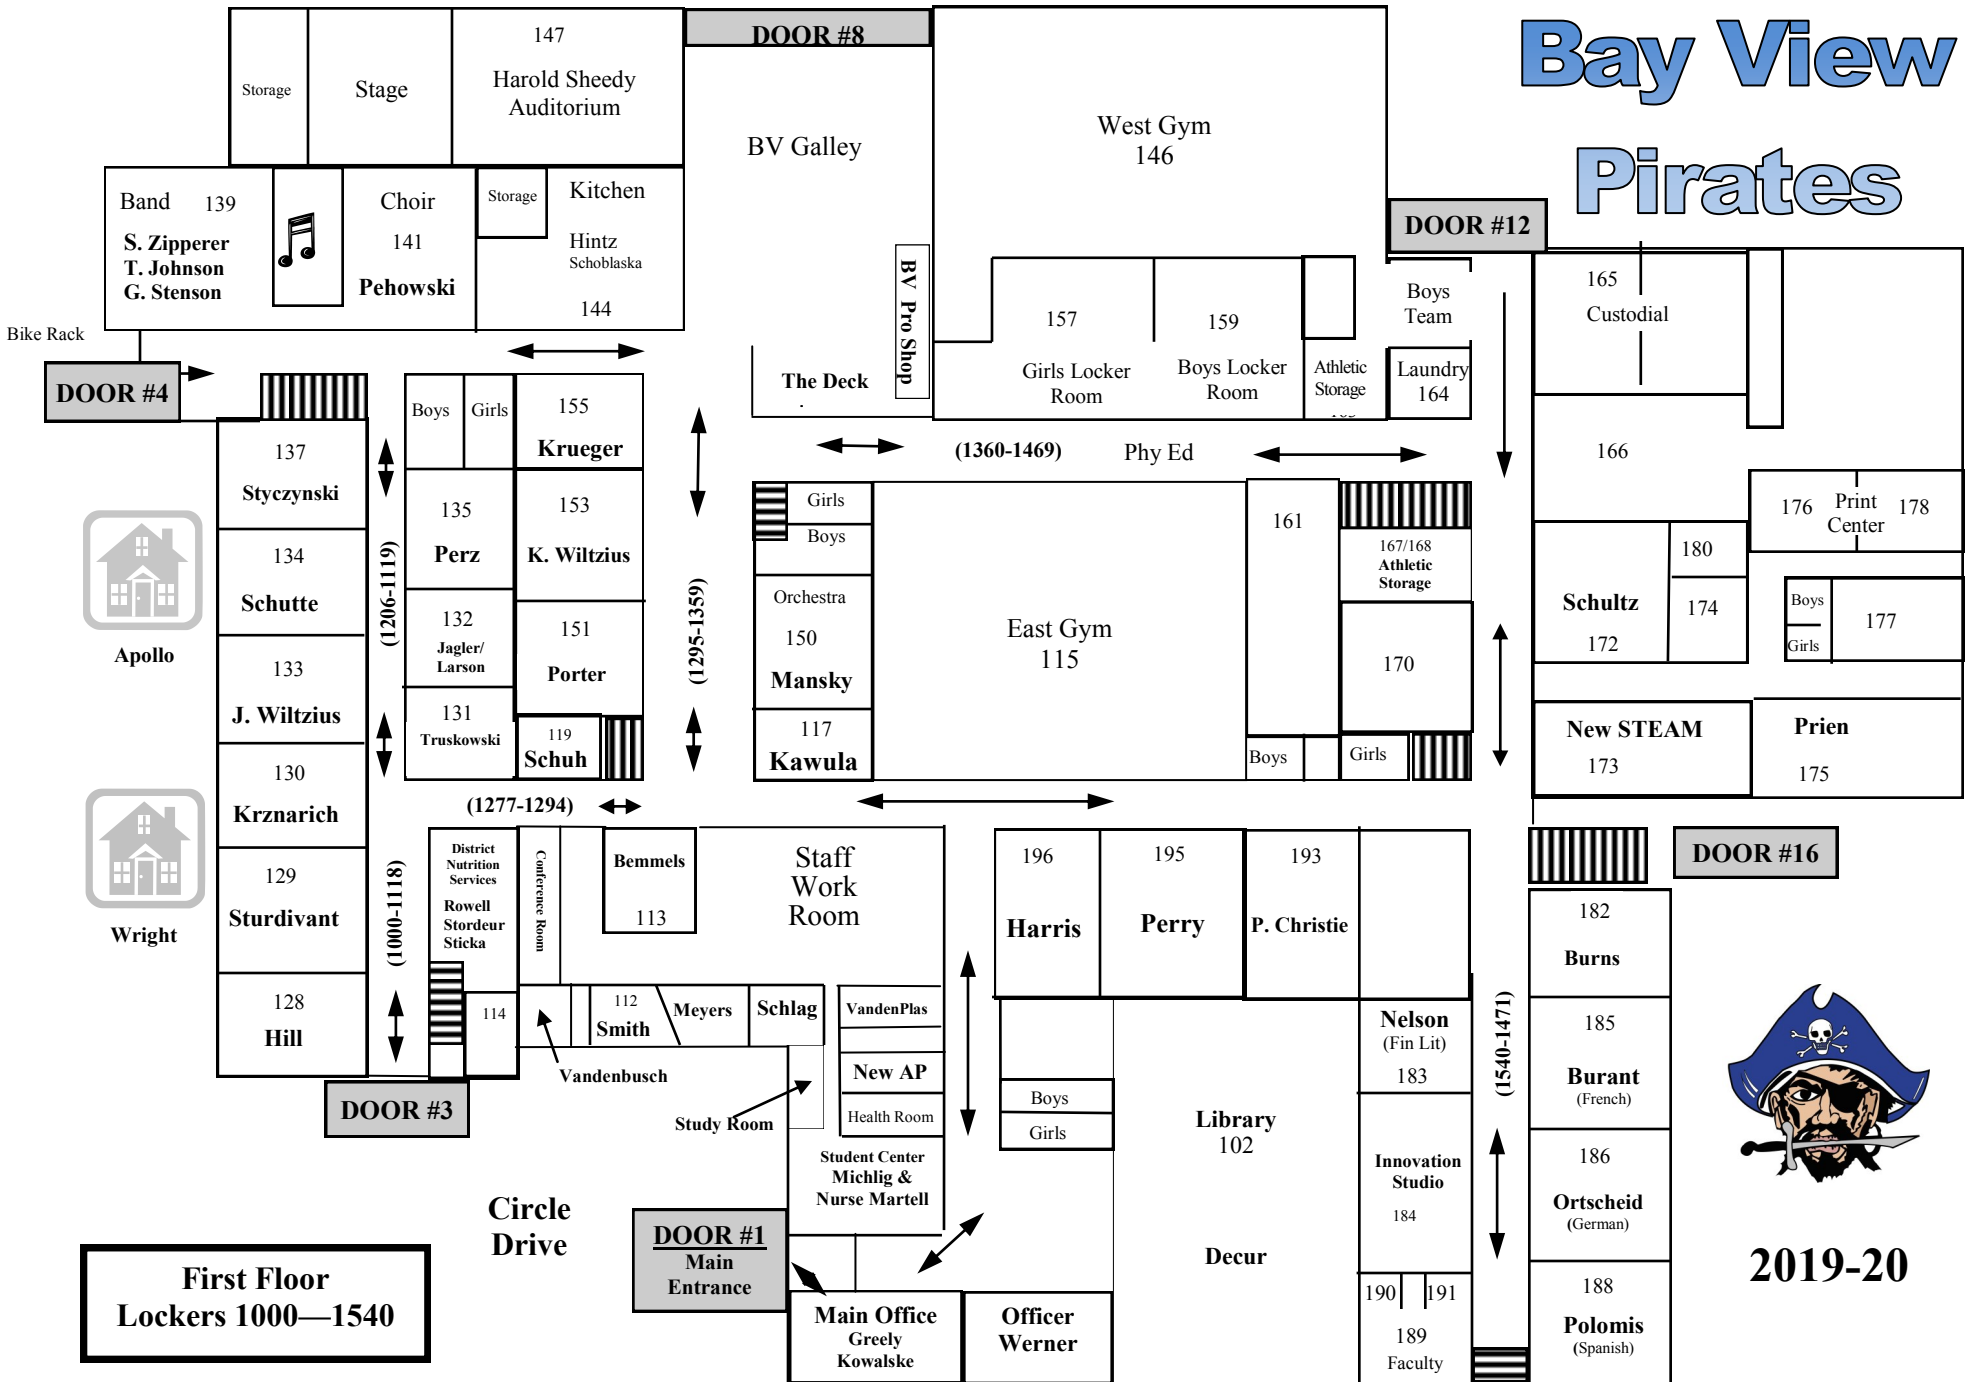 Bay View
Pirates
DOOR #8
147
Harold Sheedy
Auditorium
Storage
Stage
BV Galley
West Gym
146
DOOR #12
Band 139
S. Zipperer
T. Johnson
G. Stenson
Choir
141
Pehowski
Storage
Kitchen
Hintz
Schoblaska
144
BV Pro Shop
The Deck
157
Girls Locker
Room
159
Boys Locker
Room
Athletic
Storage
Boys
Team
Laundry
164
165
Custodial
166
176 Print Center 178
Bike Rack
DOOR #4
137
Styczynski
134
Schutte
133
J. Wiltzius
130
Krznarich
129
Sturdivant
128
Hill
Apollo
Wright
(1206-1119)
(1000-1118)
Boys
Girls
155
Krueger
135
Perz
153
K. Wiltzius
132
Jagler/
Larson
151
Porter
131
Truskowski
119
Schuh
(1295-1359)
(1360-1469)
Phy Ed
Girls
Boys
Orchestra
150
Mansky
117
Kawula
East Gym
115
161
167/168
Athletic
Storage
170
Boys
Girls
Schultz
172
180
174
Boys
Girls
177
New STEAM
173
Prien
175
(1277-1294)
District
Nutrition
Services
Rowell
Stordeur
Sticka
Conference Room
Bemmels
113
Staff
Work
Room
114
112
Smith
Meyers
Schlag
VandenPlas
New AP
Health Room
Vandenbusch
Study Room
Student Center
Michlig &
Nurse Martell
DOOR #3
Circle
Drive
DOOR #1
Main
Entrance
Main Office
Greely
Kowalske
Officer
Werner
196
Harris
195
Perry
193
P. Christie
Boys
Girls
Library
102
Decur
Nelson
(Fin Lit)
183
Innovation
Studio
184
190
191
189
Faculty
(1540-1471)
DOOR #16
182
Burns
185
Burant
(French)
186
Ortscheid
(German)
188
Polomis
(Spanish)
2019-20
First Floor
Lockers 1000—1540